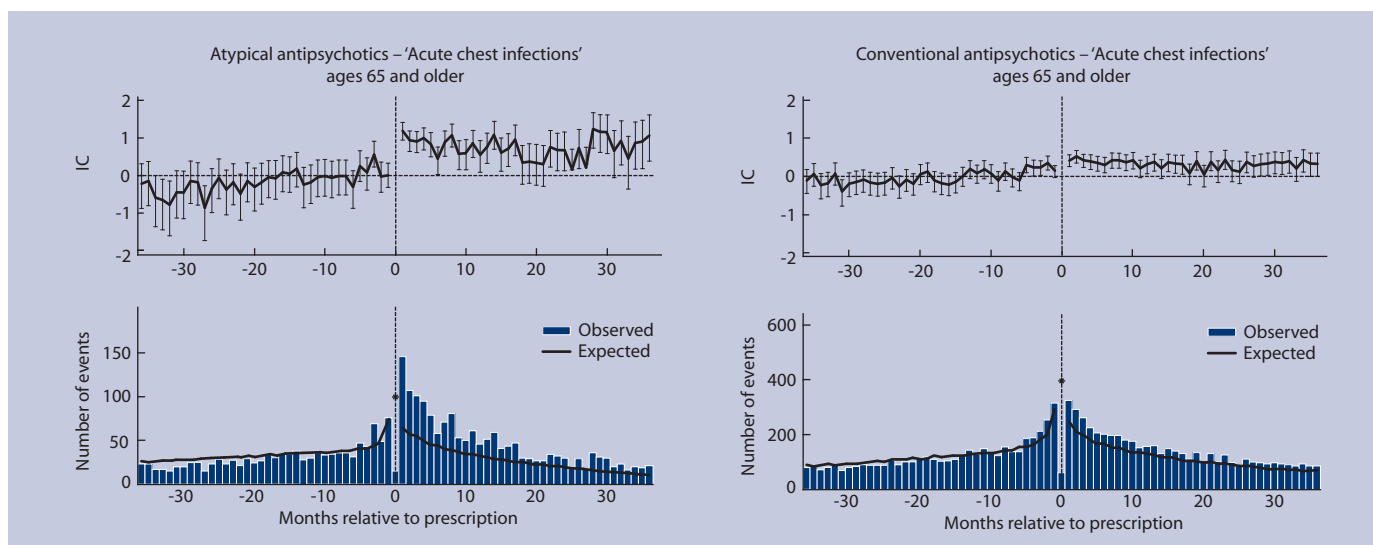 Atypical antipsychotics – 'Acute chest infections'
ages 65 and older
2
1
0
-1
-2
IC
-30 -20 -10 0 10 20 30
150
100
50
0
Number of events
Observed
Expected
-30 -20 -10 0 10 20 30
Months relative to prescription
Conventional antipsychotics – 'Acute chest infections'
ages 65 and older
2
1
0
-1
-2
IC
-30 -20 -10 0 10 20 30
600
400
200
0
Number of events
Observed
Expected
-30 -20 -10 0 10 20 30
Months relative to prescription